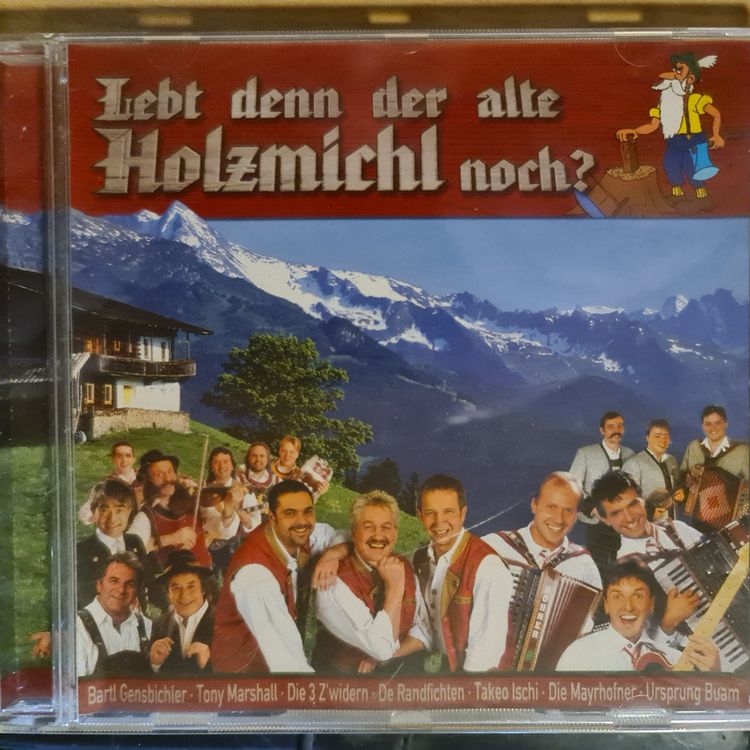 Lebt denn der alte
Holzmichl noch?
HOHNER
Bartl Gensbichler · Tony Marshall · Die 3 Z'widern · De Randfichten · Takeo Ischi · Die Mayrhofner · Ursprung Buam